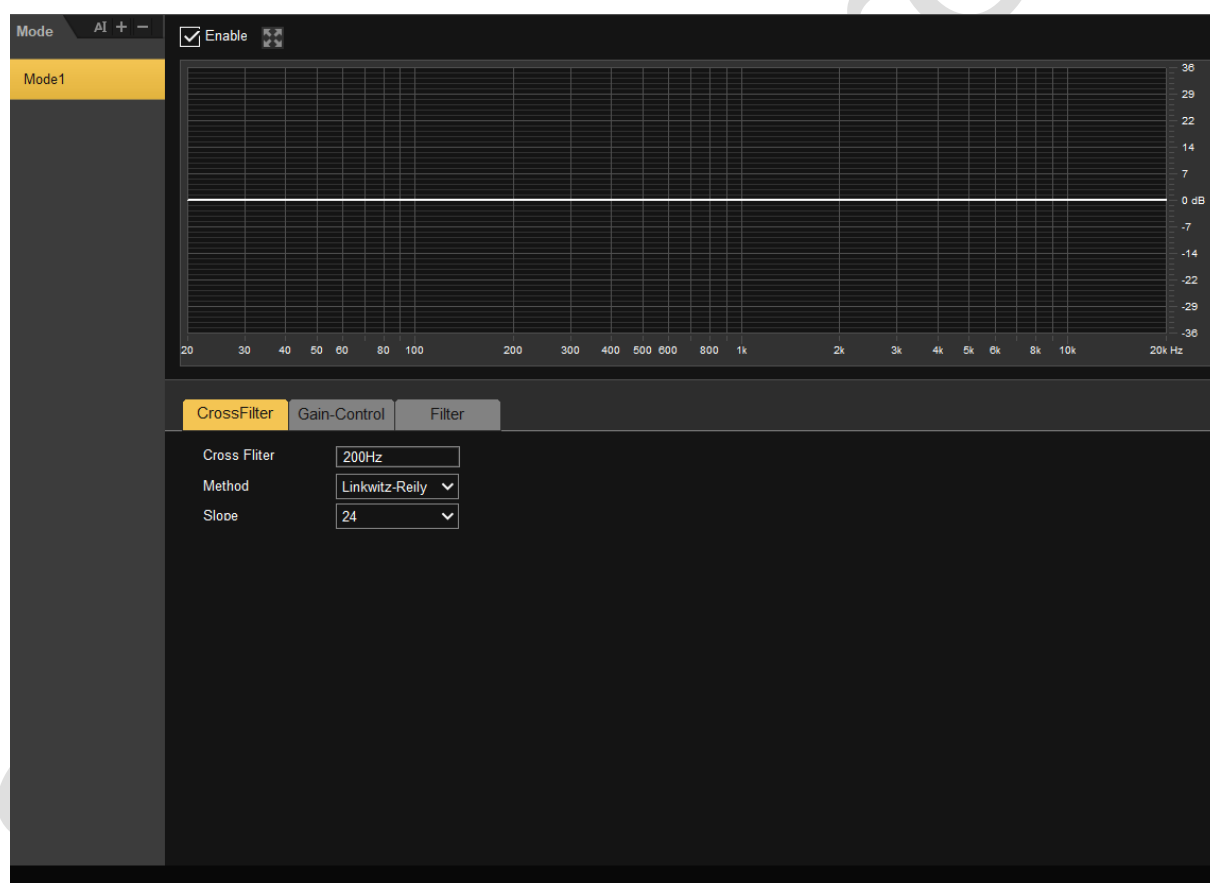 Mode AI + −
Enable
Mode1
36
29
22
14
7
0 dB
-7
-14
-22
-29
-36
20 30 40 50 60 80 100 200 300 400 500 600 800 1k 2k 3k 4k 5k 6k 8k 10k 20k Hz
CrossFilter Gain-Control Filter
Cross Fliter 200Hz
Method Linkwitz-Reily
Slope 24